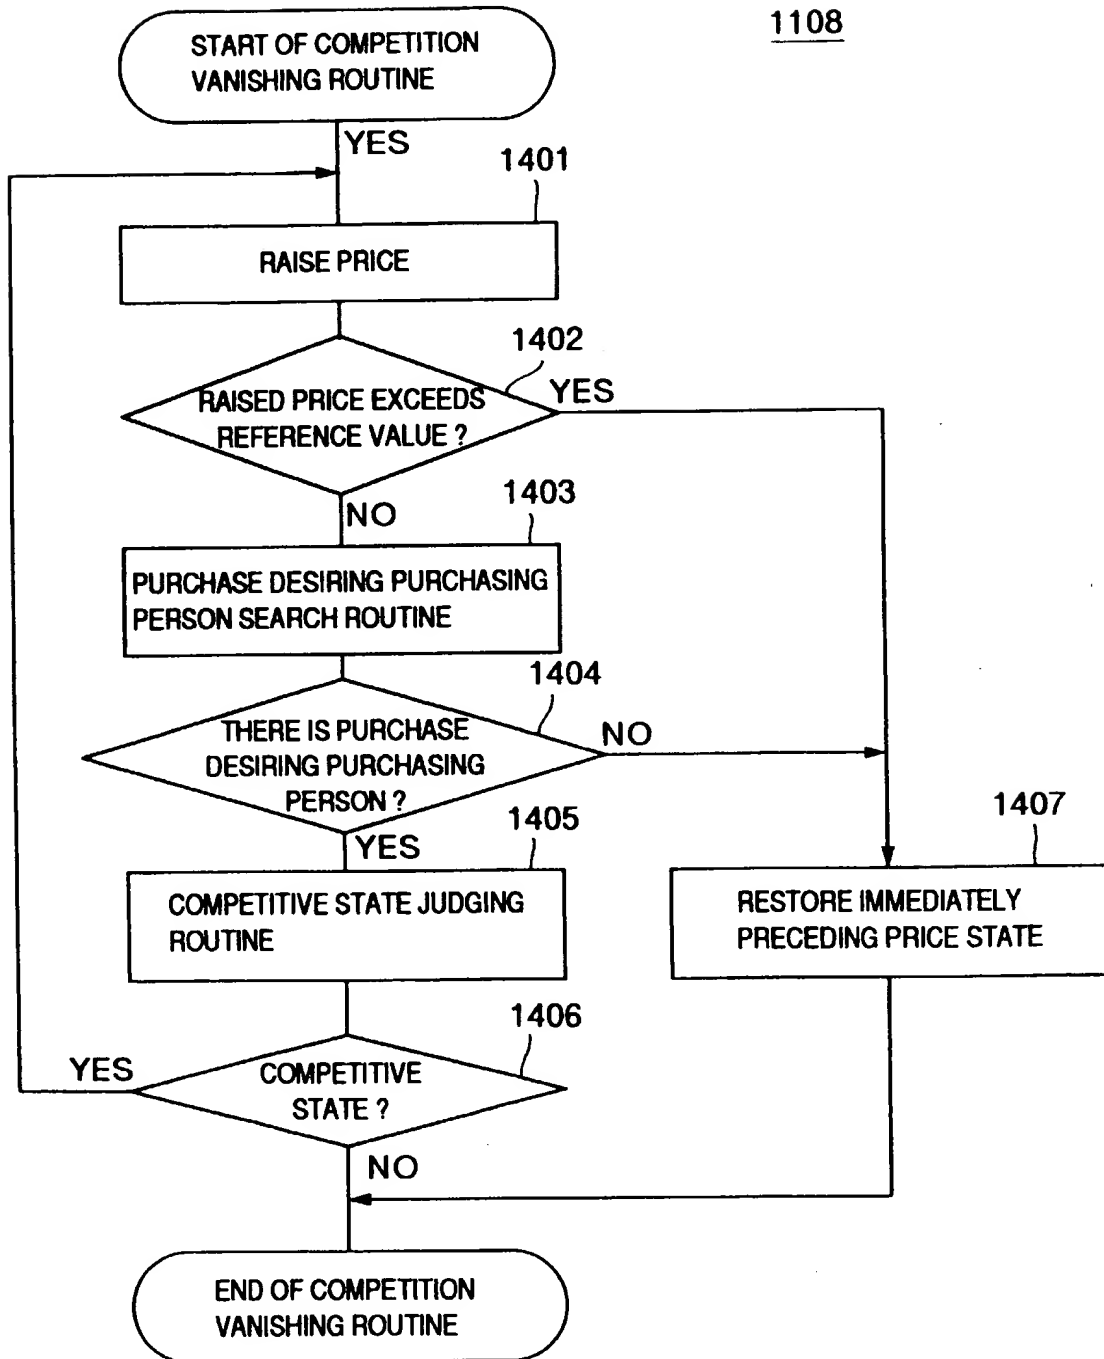 1108
START OF COMPETITION
VANISHING ROUTINE
YES
1401
RAISE PRICE
1402
RAISED PRICE EXCEEDS
REFERENCE VALUE ?
YES
NO
1403
PURCHASE DESIRING PURCHASING
PERSON SEARCH ROUTINE
1404
THERE IS PURCHASE
DESIRING PURCHASING
PERSON ?
NO
YES
1405
COMPETITIVE STATE JUDGING
ROUTINE
1407
RESTORE IMMEDIATELY
PRECEDING PRICE STATE
1406
COMPETITIVE
STATE ?
YES
NO
END OF COMPETITION
VANISHING ROUTINE